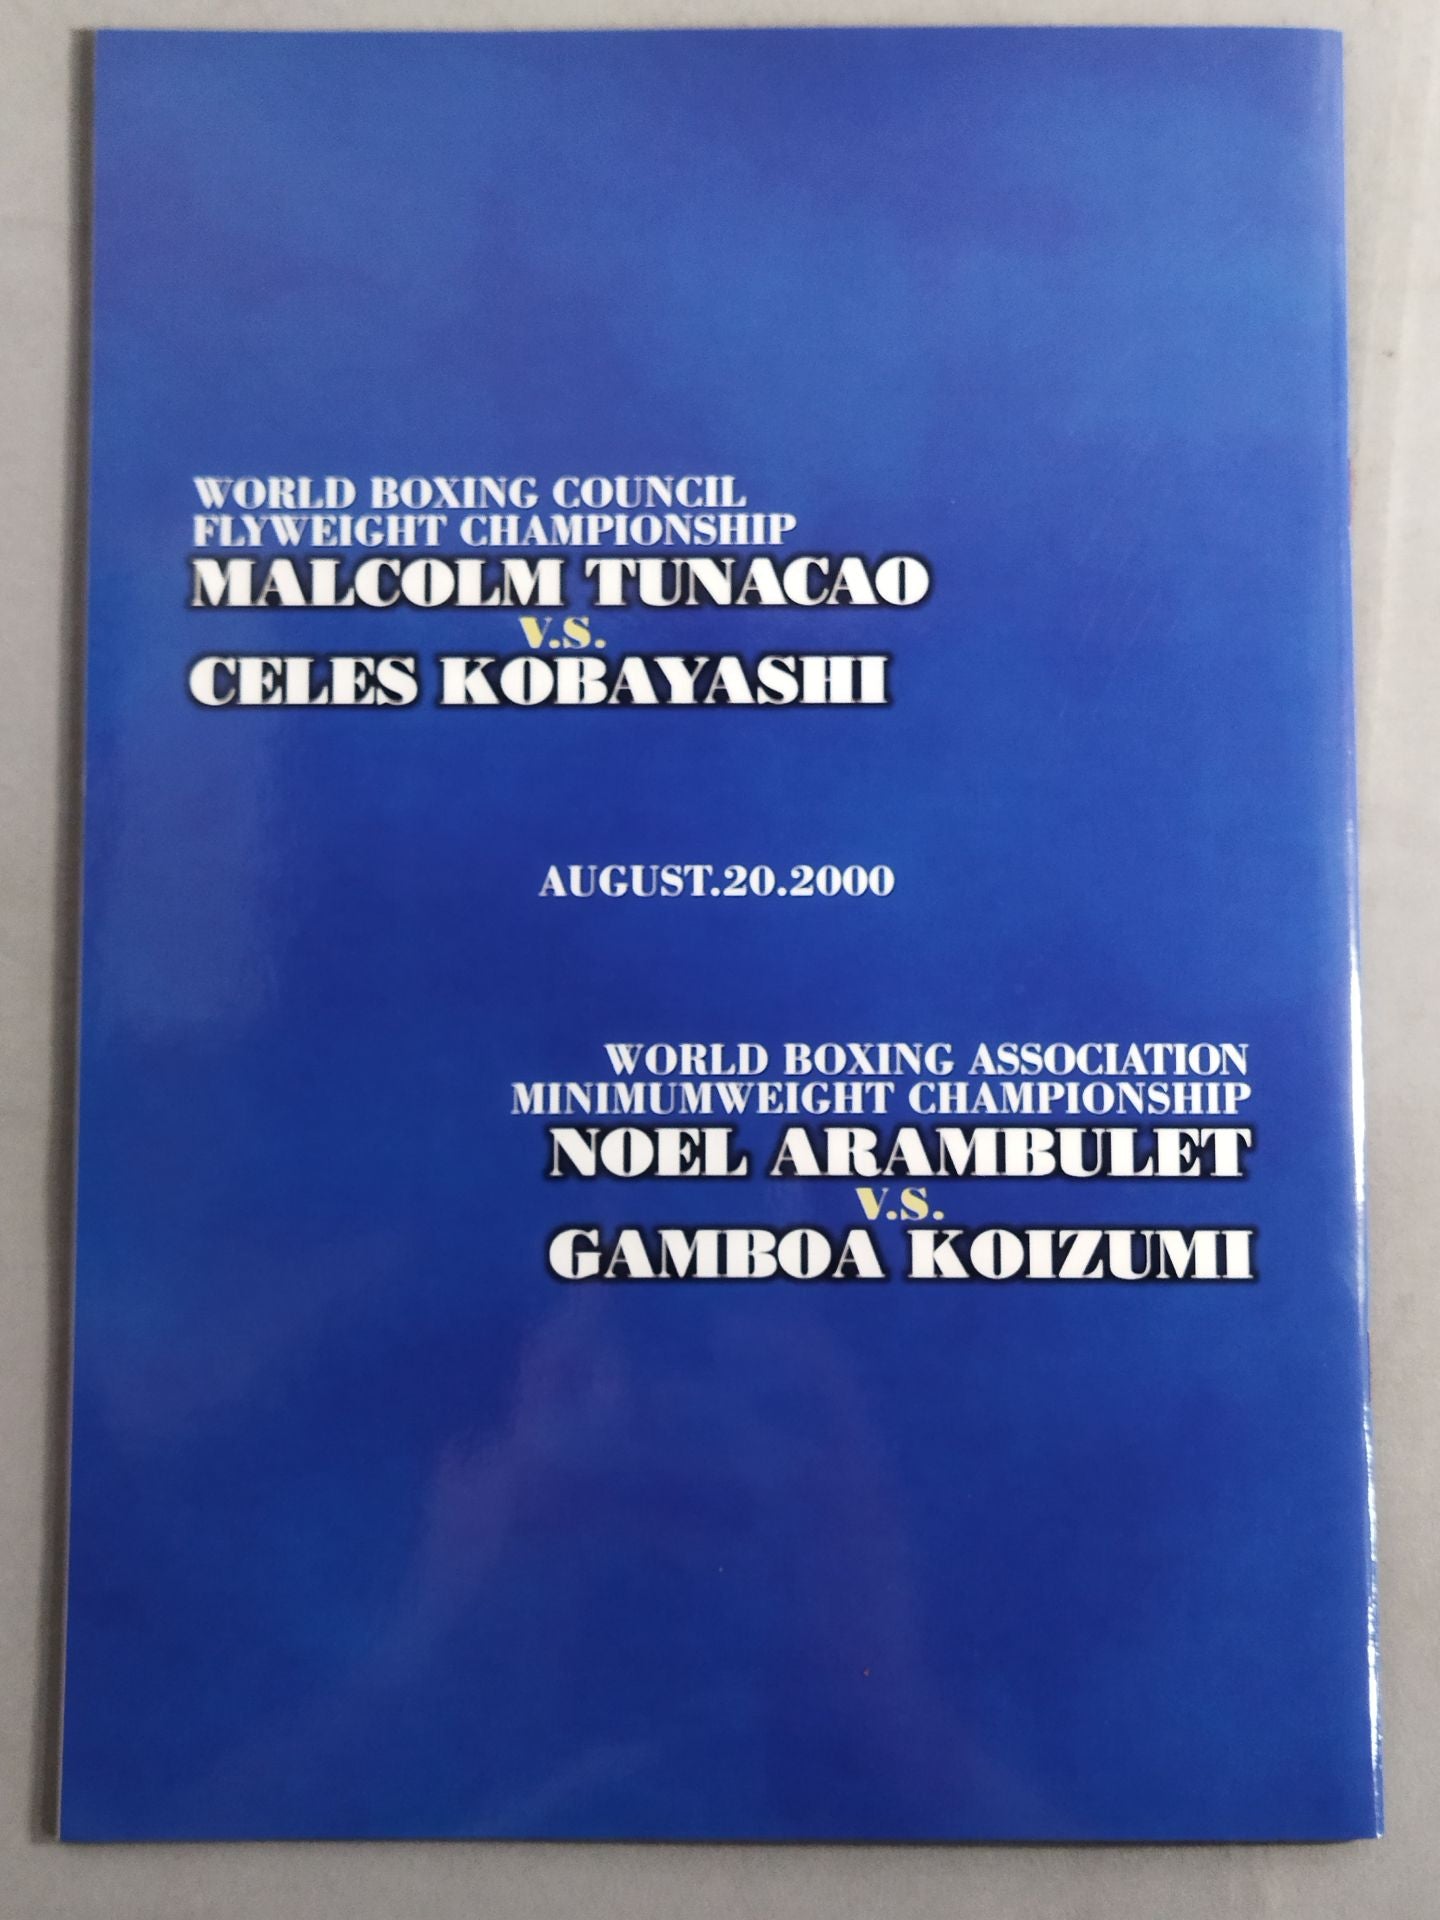 WORLD BOXING COUNCIL
FLYWEIGHT CHAMPIONSHIP
MALCOLM TUNACAO
V.S.
CELES KOBAYASHI
AUGUST.20.2000
WORLD BOXING ASSOCIATION
MINIMUMWEIGHT CHAMPIONSHIP
NOEL ARAMBULET
V.S.
GAMBOA KOIZUMI